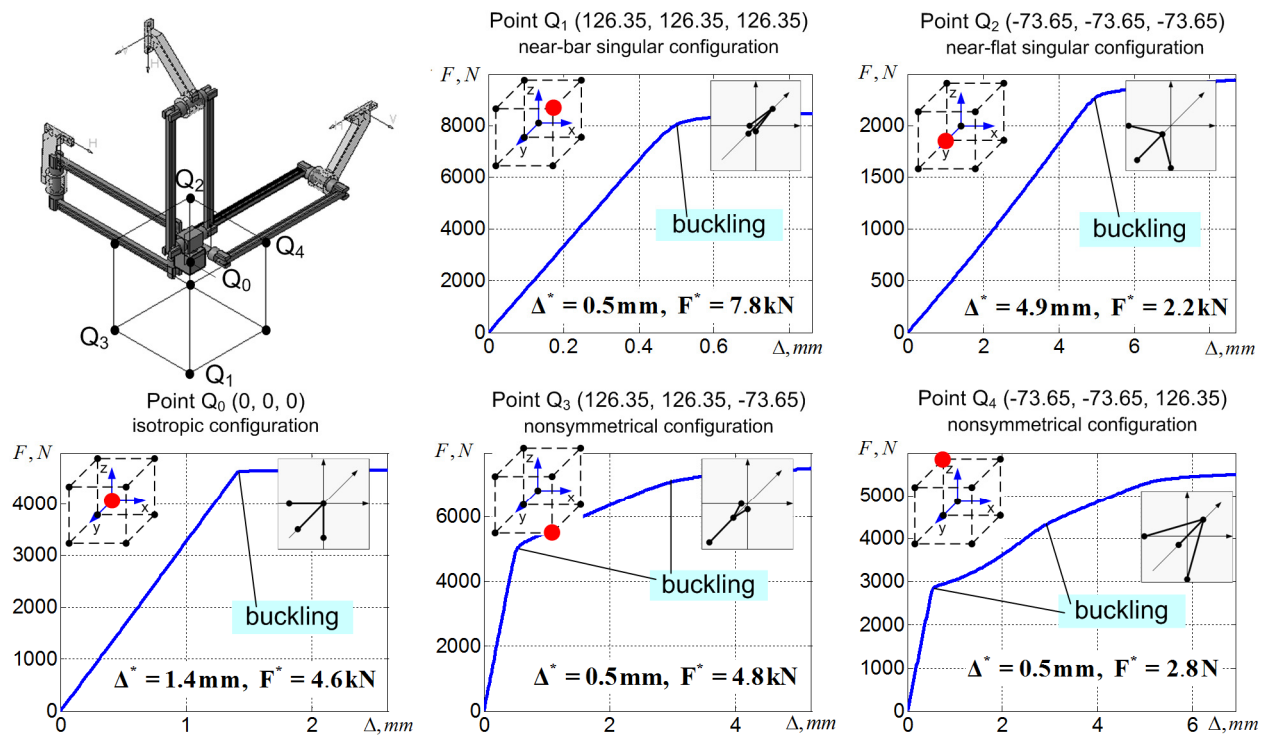 Point Q₁ (126.35, 126.35, 126.35)
near-bar singular configuration
Point Q₂ (-73.65, -73.65, -73.65)
near-flat singular configuration
H
H
V
H
V
Q₂
Q₄
Q₀
Q₃
Q₁
F, N
8000
6000
4000
2000
0
z
x
y
buckling
Δ* = 0.5mm, F* = 7.8kN
0 0.2 0.4 0.6 Δ, mm
F, N
2000
1500
1000
500
0
z
x
y
buckling
Δ* = 4.9mm, F* = 2.2kN
0 2 4 6 Δ, mm
Point Q₀ (0, 0, 0)
isotropic configuration
F, N
4000
3000
2000
1000
0
z
x
y
buckling
Δ* = 1.4mm, F* = 4.6kN
0 1 2 Δ, mm
Point Q₃ (126.35, 126.35, -73.65)
nonsymmetrical configuration
F, N
6000
4000
2000
0
z
x
y
buckling
Δ* = 0.5mm, F* = 4.8kN
0 2 4 Δ, mm
Point Q₄ (-73.65, -73.65, 126.35)
nonsymmetrical configuration
F, N
5000
4000
3000
2000
1000
0
z
x
y
buckling
Δ* = 0.5mm, F* = 2.8N
0 2 4 6 Δ, mm